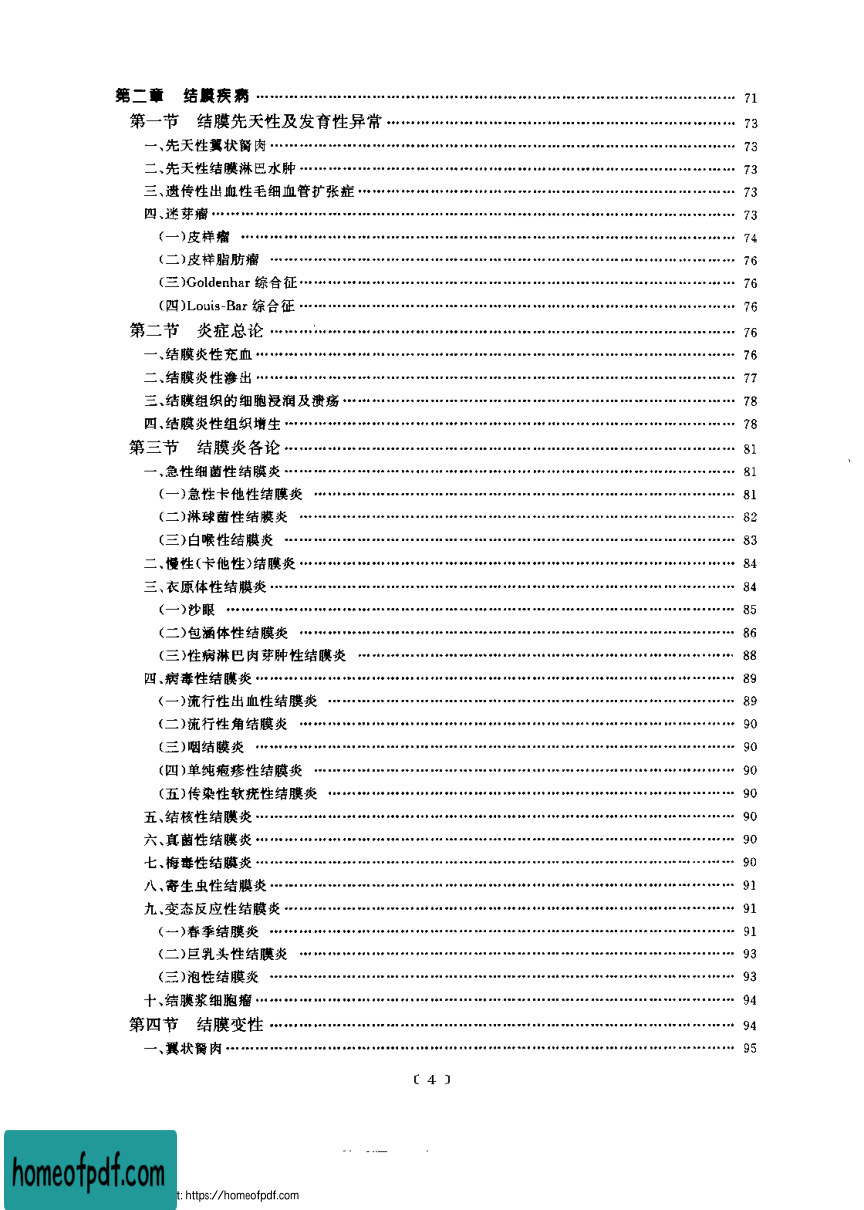 第二章 结膜疾病 …… 71
第一节 结膜先天性及发育性异常 …… 73
一、先天性翼状胬肉 …… 73
二、先天性结膜淋巴水肿 …… 73
三、遗传性出血性毛细血管扩张症 …… 73
四、迷芽瘤 …… 73
(一)皮样瘤 …… 74
(二)皮样脂肪瘤 …… 76
(三)Goldenhar 综合征 …… 76
(四)Louis-Bar 综合征 …… 76
第二节 炎症总论 …… 76
一、结膜炎性充血 …… 76
二、结膜炎性渗出 …… 77
三、结膜组织的细胞浸润及溃疡 …… 78
四、结膜炎性组织增生 …… 78
第三节 结膜炎各论 …… 81
一、急性细菌性结膜炎 …… 81
(一)急性卡他性结膜炎 …… 81
(二)淋球菌性结膜炎 …… 82
(三)白喉性结膜炎 …… 83
二、慢性(卡他性)结膜炎 …… 84
三、衣原体性结膜炎 …… 84
(一)沙眼 …… 85
(二)包涵体性结膜炎 …… 86
(三)性病淋巴肉芽肿性结膜炎 …… 88
四、病毒性结膜炎 …… 89
(一)流行性出血性结膜炎 …… 89
(二)流行性角结膜炎 …… 90
(三)咽结膜炎 …… 90
(四)单纯疱疹性结膜炎 …… 90
(五)传染性软疣性结膜炎 …… 90
五、结核性结膜炎 …… 90
六、真菌性结膜炎 …… 90
七、梅毒性结膜炎 …… 90
八、寄生虫性结膜炎 …… 91
九、变态反应性结膜炎 …… 91
(一)春季结膜炎 …… 91
(二)巨乳头性结膜炎 …… 93
(三)泡性结膜炎 …… 93
十、结膜浆细胞瘤 …… 94
第四节 结膜变性 …… 94
一、翼状胬肉 …… 95
〔 4 〕
homeofpdf.com
t: https://homeofpdf.com